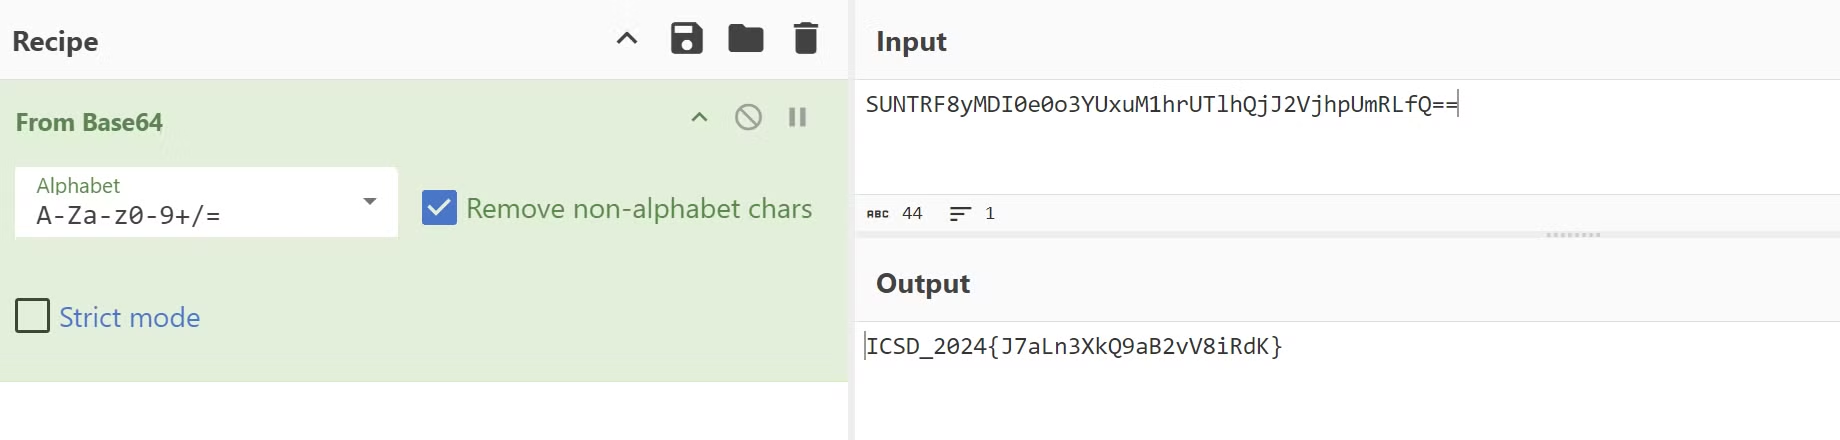 Recipe
From Base64
Alphabet
A-Za-z0-9+/=
Remove non-alphabet chars
Strict mode
Input
SUNTRF8yMDI0e0o3YUxuM1hrUTlhQjJ2VjhpUmRLfQ==
ABC 44 1
Output
ICSD_2024{J7aLn3XkQ9aB2vV8iRdK}